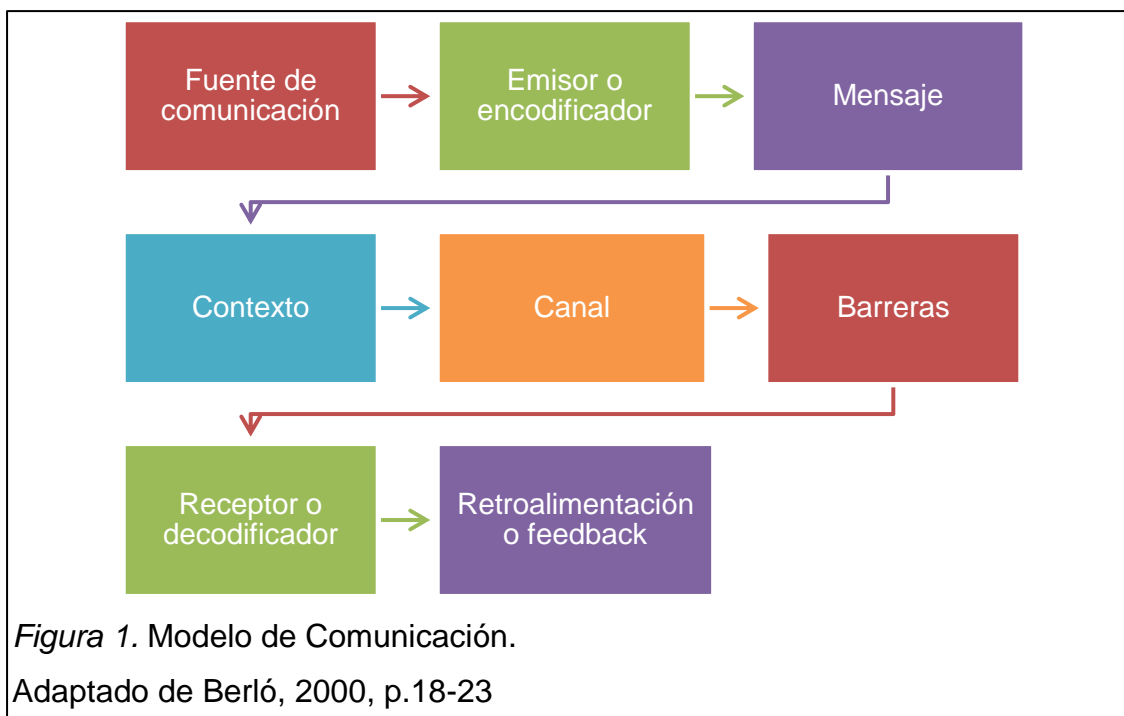 Fuente de
comunicación
Emisor o
encodificador
Mensaje
Contexto
Canal
Barreras
Receptor o
decodificador
Retroalimentación
o feedback
Figura 1. Modelo de Comunicación.
Adaptado de Berló, 2000, p.18-23